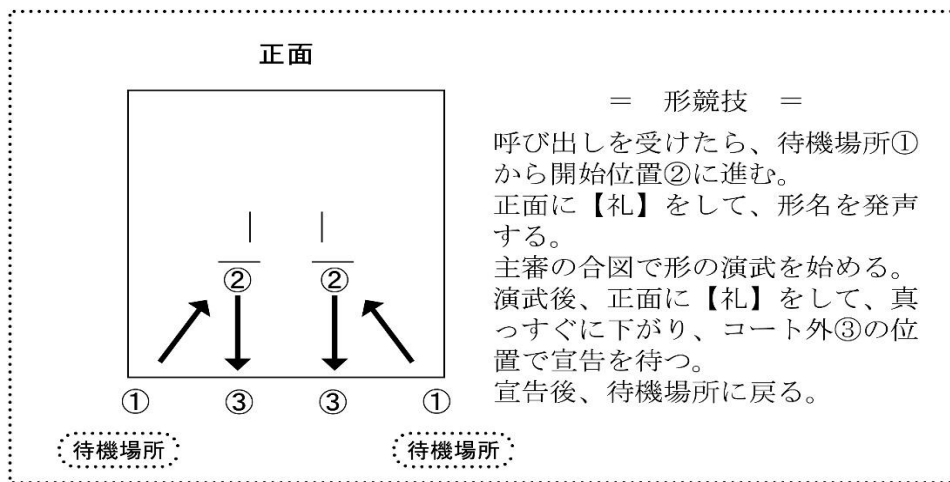 正面
＝　形競技　＝
呼び出しを受けたら、待機場所①
から開始位置②に進む。
正面に【礼】をして、形名を発声
する。
主審の合図で形の演武を始める。
演武後、正面に【礼】をして、真
っすぐに下がり、コート外③の位
置で宣告を待つ。
宣告後、待機場所に戻る。
②　②
①　③　③　①
待機場所　待機場所